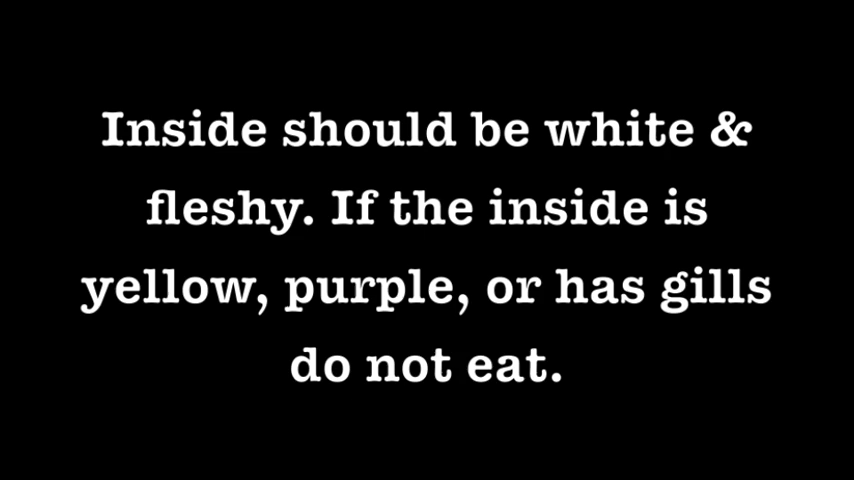 Inside should be white &
fleshy. If the inside is
yellow, purple, or has gills
do not eat.